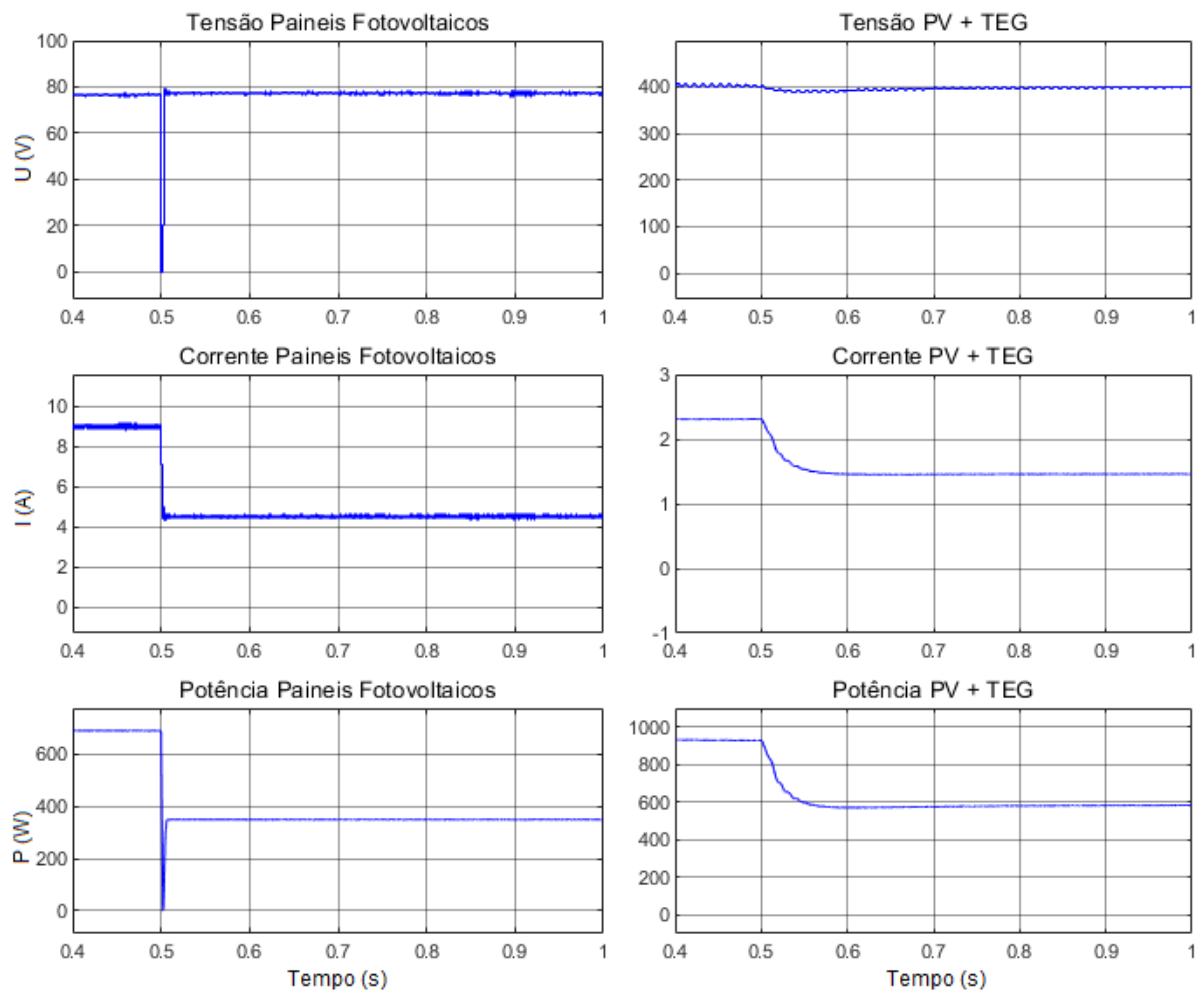 Tensão Paineis Fotovoltaicos
100
80
60
40
20
0
U (V)
0.4 0.5 0.6 0.7 0.8 0.9 1
Tensão PV + TEG
400
300
200
100
0
0.4 0.5 0.6 0.7 0.8 0.9 1
Corrente Paineis Fotovoltaicos
10
8
6
4
2
0
I (A)
0.4 0.5 0.6 0.7 0.8 0.9 1
Corrente PV + TEG
3
2
1
0
-1
0.4 0.5 0.6 0.7 0.8 0.9 1
Potência Paineis Fotovoltaicos
600
400
200
0
P (W)
0.4 0.5 0.6 0.7 0.8 0.9 1
Tempo (s)
Potência PV + TEG
1000
800
600
400
200
0
0.4 0.5 0.6 0.7 0.8 0.9 1
Tempo (s)